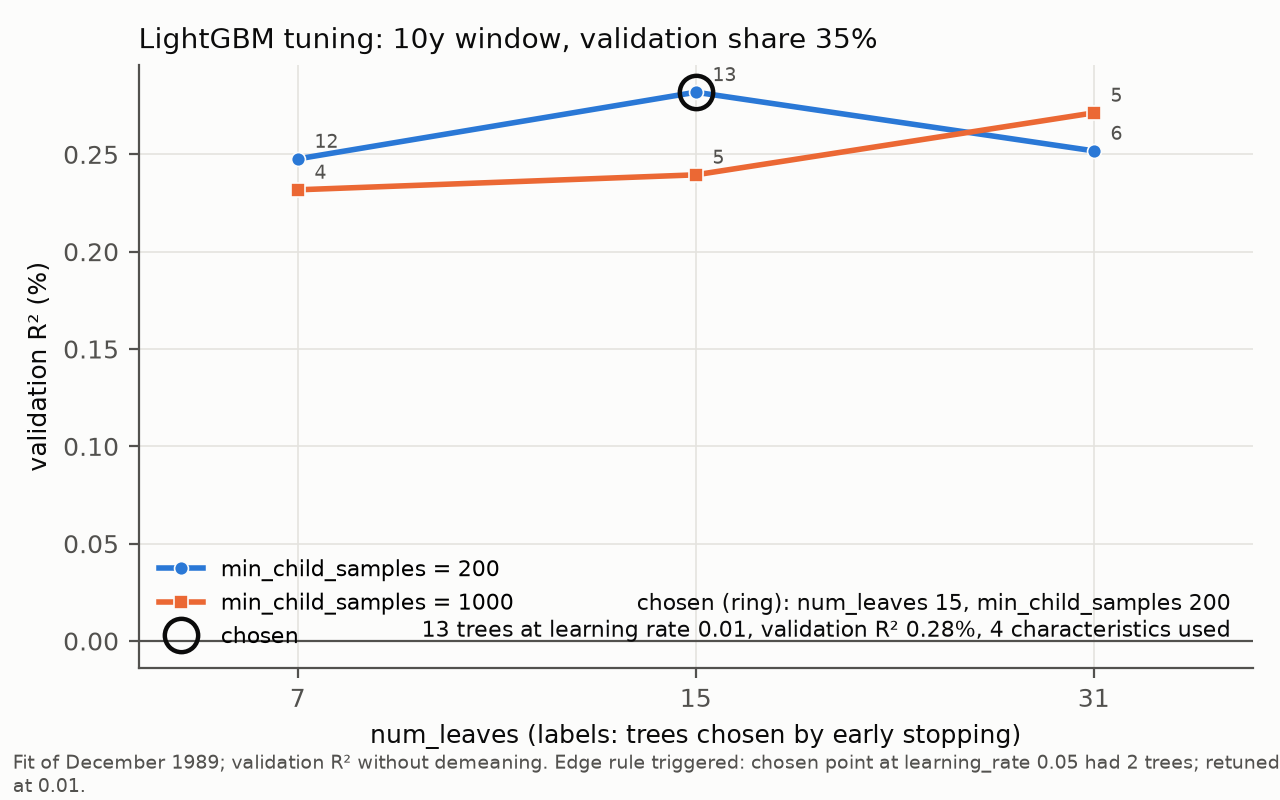 LightGBM tuning: 10y window, validation share 35%
validation R² (%)
0.25
0.20
0.15
0.10
0.05
0.00
12
4
13
5
5
6
min_child_samples = 200
min_child_samples = 1000
chosen
chosen (ring): num_leaves 15, min_child_samples 200
13 trees at learning rate 0.01, validation R² 0.28%, 4 characteristics used
7
15
31
num_leaves (labels: trees chosen by early stopping)
Fit of December 1989; validation R² without demeaning. Edge rule triggered: chosen point at learning_rate 0.05 had 2 trees; retuned
at 0.01.